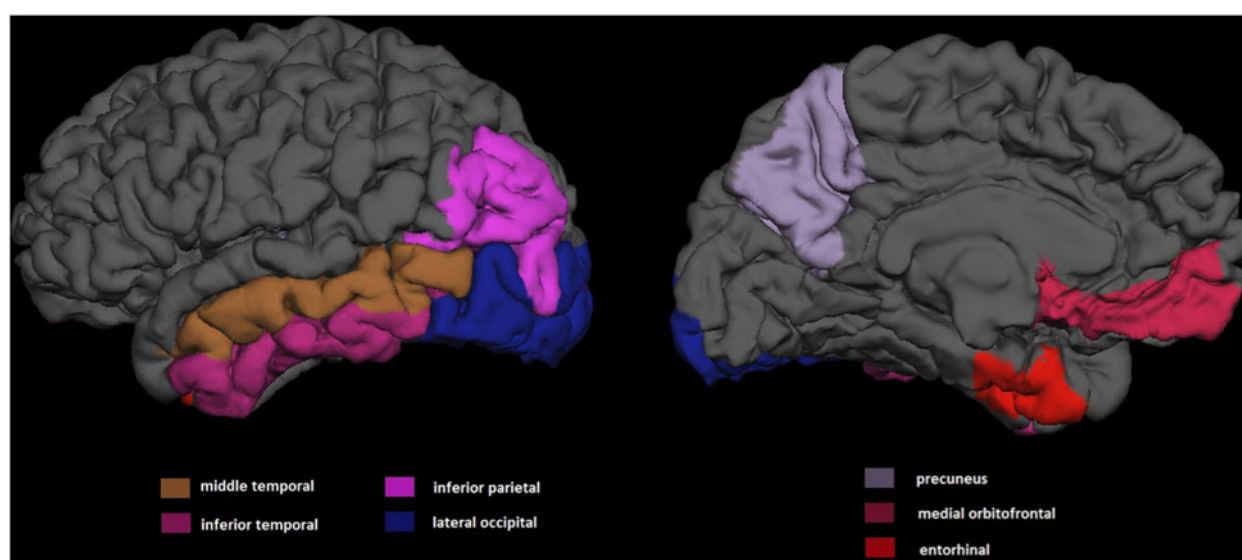 middle temporal
inferior temporal
inferior parietal
lateral occipital
precuneus
medial orbitofrontal
entorhinal